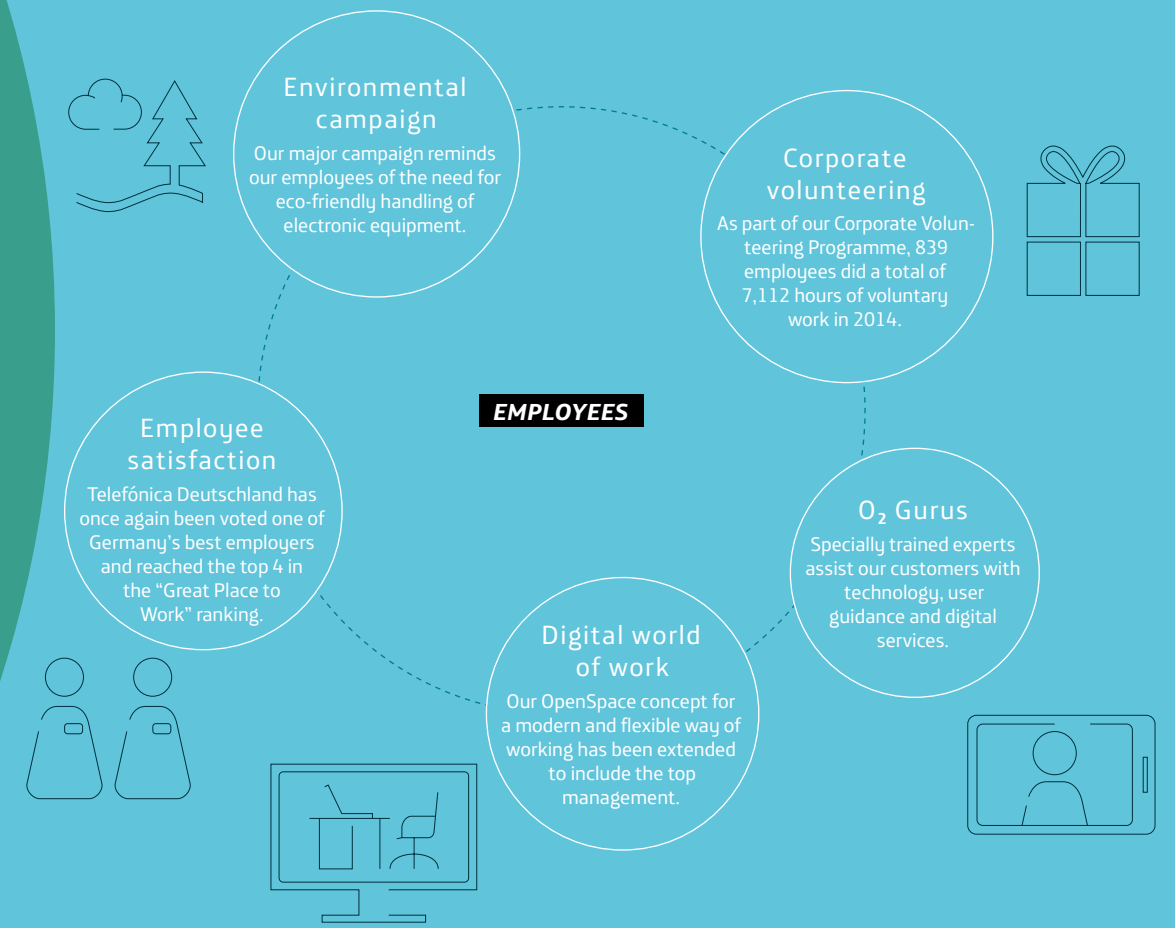 Environmental
campaign
Our major campaign reminds
our employees of the need for
eco-friendly handling of
electronic equipment.
Corporate
volunteering
As part of our Corporate Volun-
teering Programme, 839
employees did a total of
7,112 hours of voluntary
work in 2014.
EMPLOYEES
Employee
satisfaction
Telefónica Deutschland has
once again been voted one of
Germany’s best employers
and reached the top 4 in
the “Great Place to
Work” ranking.
O₂ Gurus
Specially trained experts
assist our customers with
technology, user
guidance and digital
services.
Digital world
of work
Our OpenSpace concept for
a modern and flexible way of
working has been extended
to include the top
management.